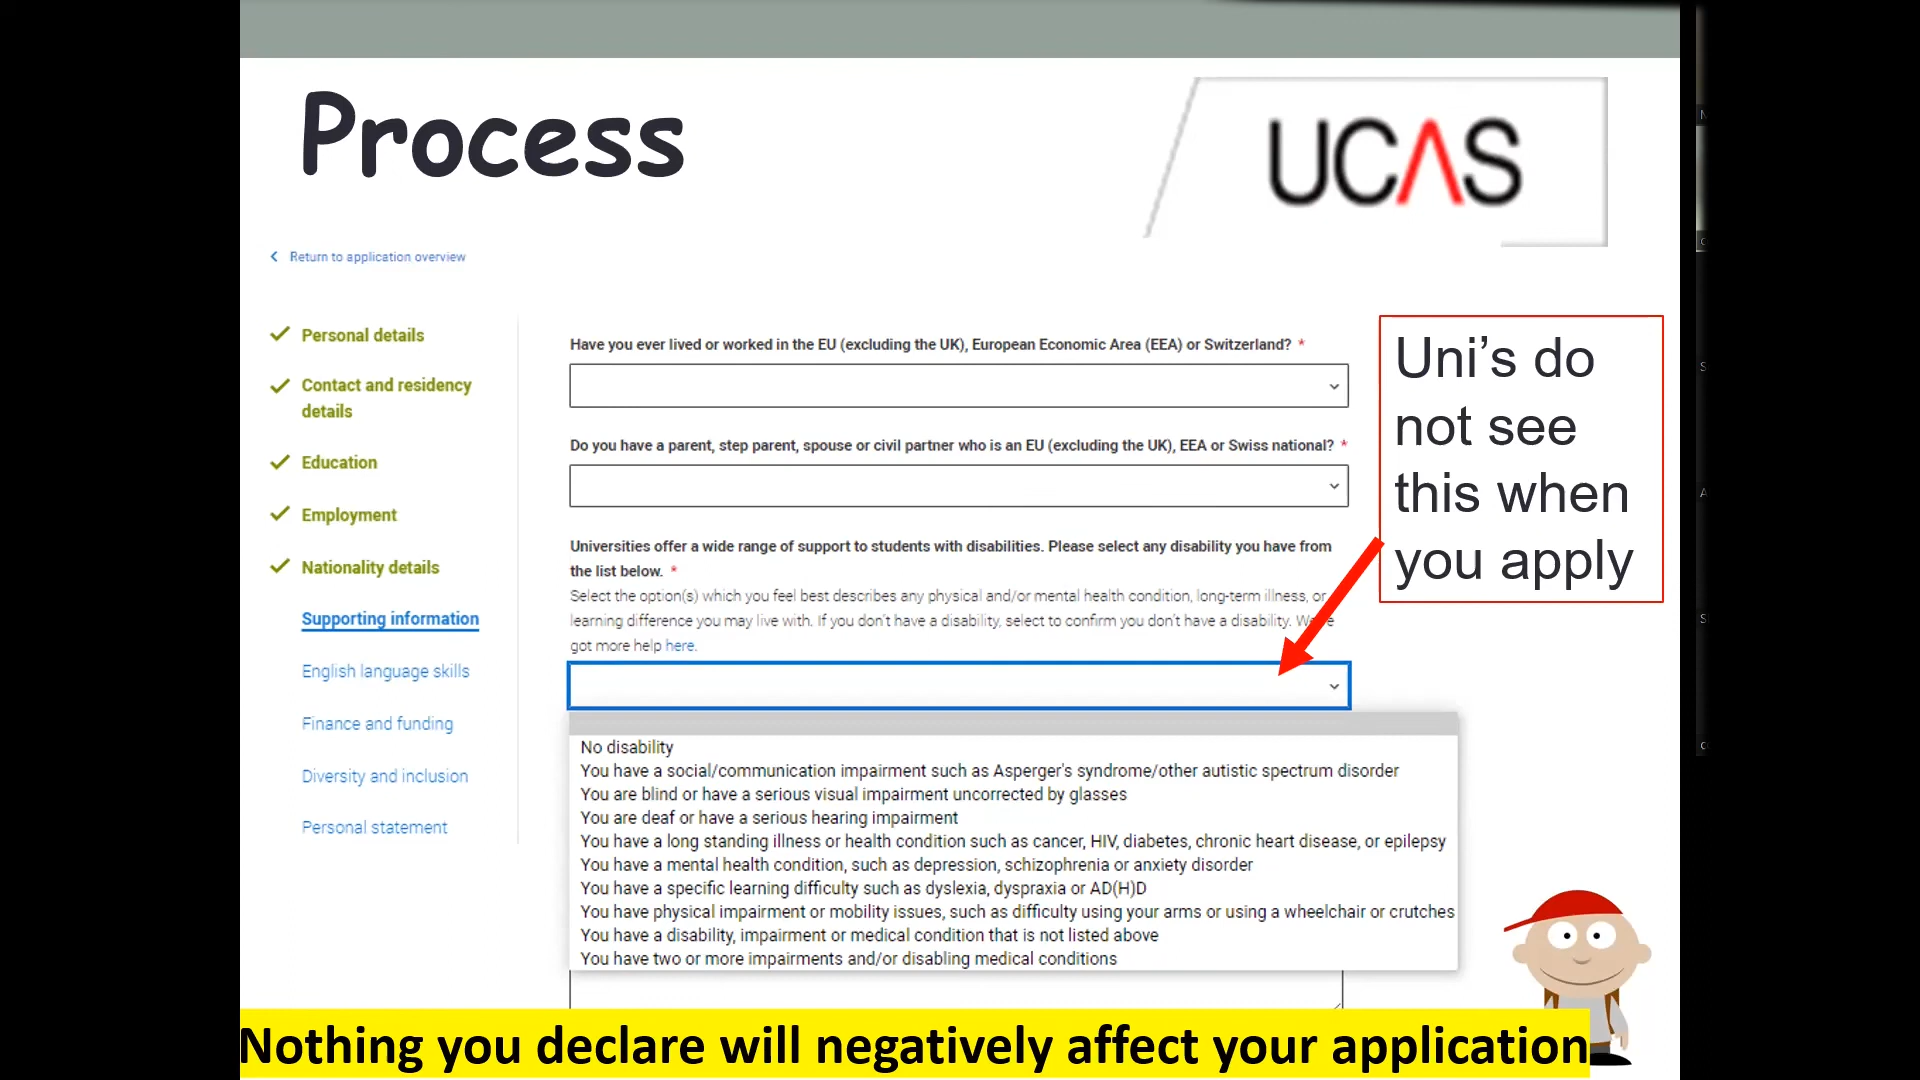 Process
UCAS
Return to application overview
Personal details
Contact and residency
details
Education
Employment
Nationality details
Supporting information
English language skills
Finance and funding
Diversity and inclusion
Personal statement
Have you ever lived or worked in the EU (excluding the UK), European Economic Area (EEA) or Switzerland? *
Do you have a parent, step parent, spouse or civil partner who is an EU (excluding the UK), EEA or Swiss national? *
Universities offer a wide range of support to students with disabilities. Please select any disability you have from
the list below. *
Select the option(s) which you feel best describes any physical and/or mental health condition, long-term illness, or
learning difference you may live with. If you don't have a disability, select to confirm you don't have a disability.
got more help here.
No disability
You have a social/communication impairment such as Asperger's syndrome/other autistic spectrum disorder
You are blind or have a serious visual impairment uncorrected by glasses
You are deaf or have a serious hearing impairment
You have a long standing illness or health condition such as cancer, HIV, diabetes, chronic heart disease, or epilepsy
You have a mental health condition, such as depression, schizophrenia or anxiety disorder
You have a specific learning difficulty such as dyslexia, dyspraxia or AD(H)D
You have physical impairment or mobility issues, such as difficulty using your arms or using a wheelchair or crutches
You have a disability, impairment or medical condition that is not listed above
You have two or more impairments and/or disabling medical conditions
Uni's do
not see
this when
you apply
Nothing you declare will negatively affect your application